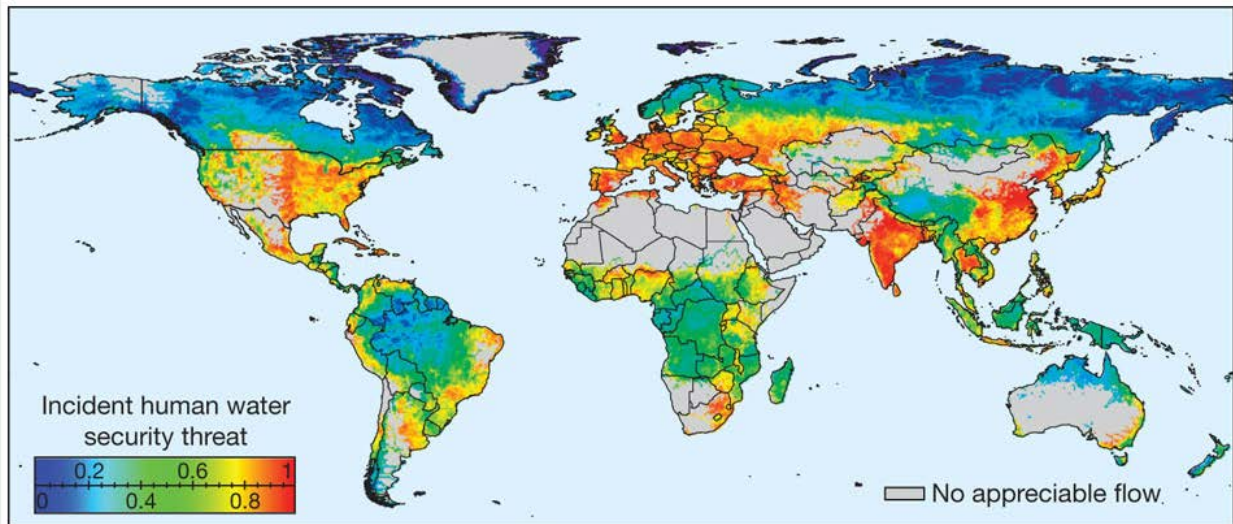 Incident human water
security threat
0.2 0.6 1
0 0.4 0.8
No appreciable flow